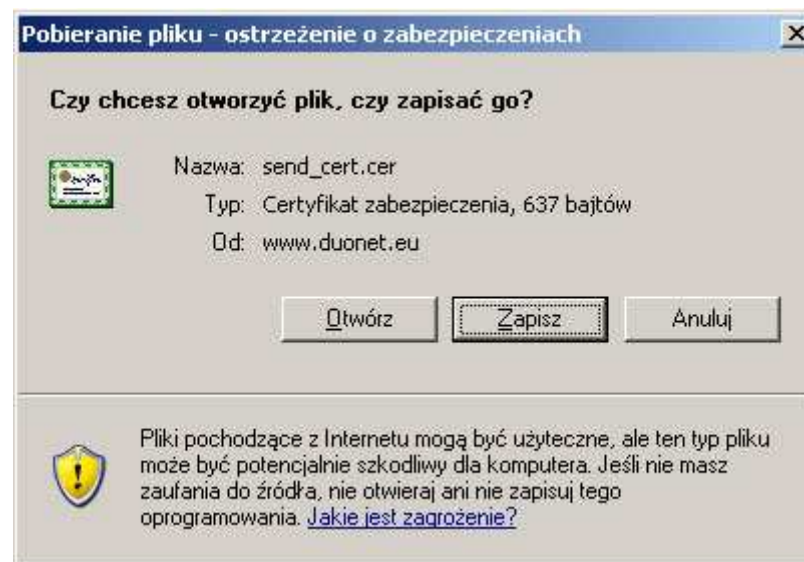 Pobieranie pliku - ostrzeżenie o zabezpieczeniach
Czy chcesz otworzyć plik, czy zapisać go?
Nazwa: send_cert.cer
Typ: Certyfikat zabezpieczenia, 637 bajtów
Od: www.duonet.eu
Otwórz Zapisz Anuluj
Pliki pochodzące z Internetu mogą być użyteczne, ale ten typ pliku
może być potencjalnie szkodliwy dla komputera. Jeśli nie masz
zaufania do źródła, nie otwieraj ani nie zapisuj tego
oprogramowania. Jakie jest zagrożenie?